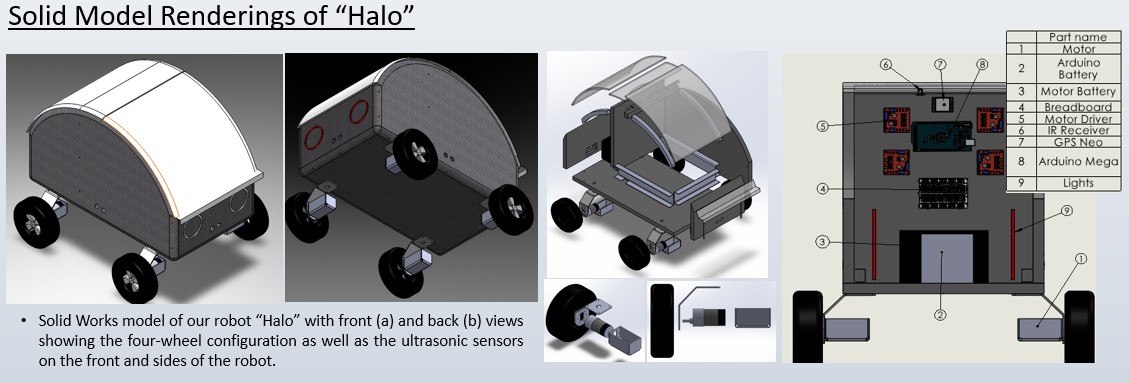 Solid Model Renderings of “Halo”
• Solid Works model of our robot “Halo” with front (a) and back (b) views
showing the four-wheel configuration as well as the ultrasonic sensors
on the front and sides of the robot.
6
7
8
5
4
9
3
1
2
Part name
1 Motor
2 Arduino
Battery
3 Motor Battery
4 Breadboard
5 Motor Driver
6 IR Receiver
7 GPS Neo
8 Arduino Mega
9 Lights